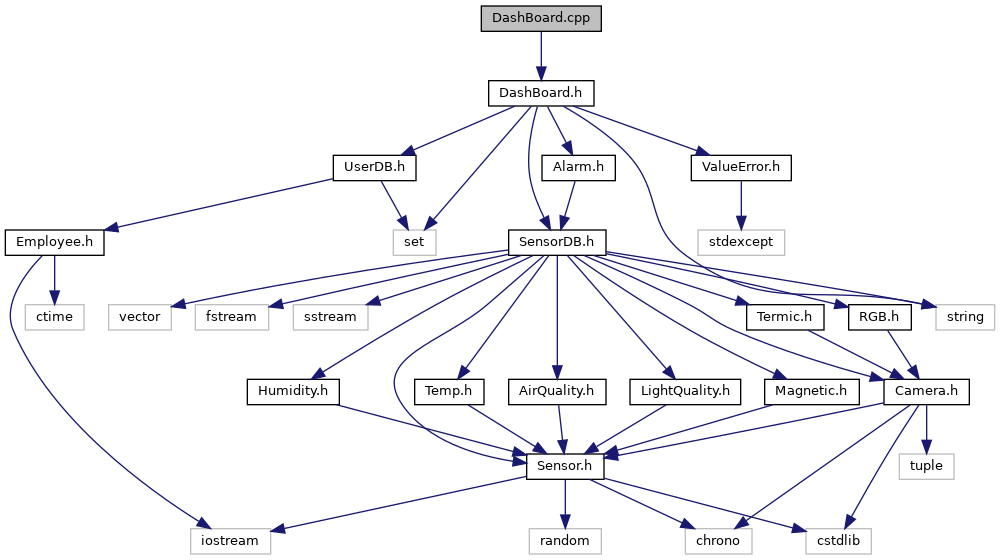 DashBoard.cpp
DashBoard.h
UserDB.h
Alarm.h
ValueError.h
Employee.h
set
SensorDB.h
stdexcept
ctime
vector
fstream
sstream
Termic.h
RGB.h
string
Humidity.h
Temp.h
AirQuality.h
LightQuality.h
Magnetic.h
Camera.h
Sensor.h
tuple
iostream
random
chrono
cstdlib